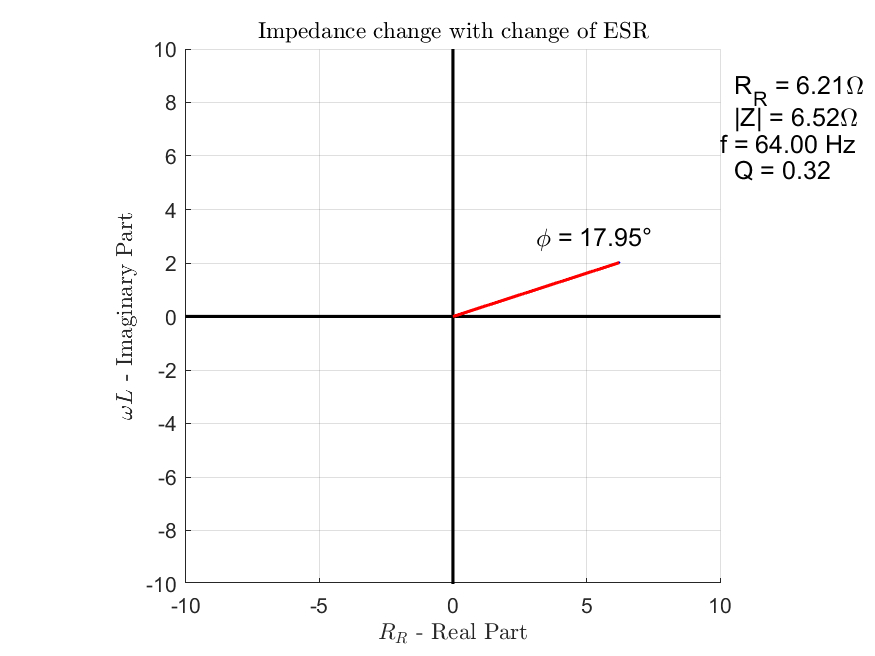 Impedance change with change of ESR
R_R = 6.21Ω
|Z| = 6.52Ω
f = 64.00 Hz
Q = 0.32
ϕ = 17.95°
ωL - Imaginary Part
10
8
6
4
2
0
-2
-4
-6
-8
-10
-10 -5 0 5 10
R_R - Real Part